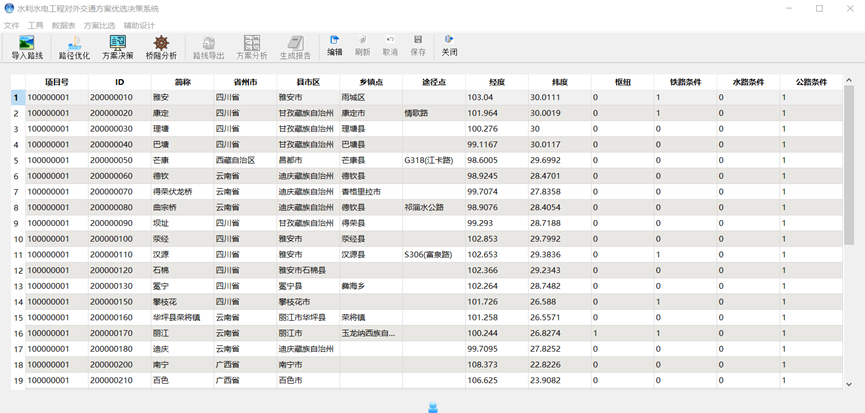 水利水电工程对外交通方案优选决策系统
文件 工具 数据表 方案比选 辅助设计
导入路线 路径优化 方案决策 桥隧分析 路线导出 方案分析 生成报告 编辑 刷新 取消 保存 关闭
项目号 ID 简称 省州市 县市区 乡镇点 途径点 经度 纬度 枢纽 铁路条件 水路条件 公路条件
1 100000001 200000010 雅安 四川省 雅安市 雨城区 103.04 30.0111 0 1 0 1
2 100000001 200000020 康定 四川省 甘孜藏族自治州 康定市 情歌路 101.964 30.0019 0 1 0 1
3 100000001 200000030 理塘 四川省 甘孜藏族自治州 理塘县 100.276 30 0 0 0 1
4 100000001 200000040 巴塘 四川省 甘孜藏族自治州 巴塘县 99.1167 30.0117 0 0 0 1
5 100000001 200000050 芒康 西藏自治区 昌都市 芒康县 G318(江卡路) 98.6005 29.6992 0 0 0 1
6 100000001 200000060 德钦 云南省 迪庆藏族自治州 德钦县 98.9245 28.4701 0 0 0 1
7 100000001 200000070 得荣伏龙桥 云南省 迪庆藏族自治州 香格里拉市 99.7074 27.8358 0 0 0 1
8 100000001 200000080 曲宗桥 云南省 迪庆藏族自治州 德钦县 祁溜水公路 98.9076 28.4054 0 0 0 1
9 100000001 200000090 坝址 四川省 甘孜藏族自治州 得荣县 99.293 28.7188 0 0 0 1
10 100000001 200000100 荥经 四川省 雅安市 荥经县 102.853 29.7992 0 0 0 1
11 100000001 200000110 汉源 四川省 雅安市 汉源县 S306(富泉路) 102.653 29.3836 0 1 0 1
12 100000001 200000120 石棉 四川省 雅安市石棉县 102.366 29.2343 0 0 0 1
13 100000001 200000130 冕宁 四川省 冕宁县 彝海乡 102.264 28.7482 0 0 0 1
14 100000001 200000150 攀枝花 四川省 攀枝花市 101.726 26.588 0 1 0 1
15 100000001 200000160 华坪县荣将镇 云南省 丽江市华坪县 荣将镇 101.258 26.5571 0 0 0 1
16 100000001 200000170 丽江 云南省 丽江市 玉龙纳西族自... 100.244 26.8274 1 1 0 1
17 100000001 200000180 迪庆 云南省 迪庆藏族自治州 99.7095 27.8252 0 0 0 1
18 100000001 200000200 南宁 广西省 南宁市 108.373 22.8226 0 0 0 1
19 100000001 200000210 百色 广西省 百色市 106.625 23.9082 0 0 0 1